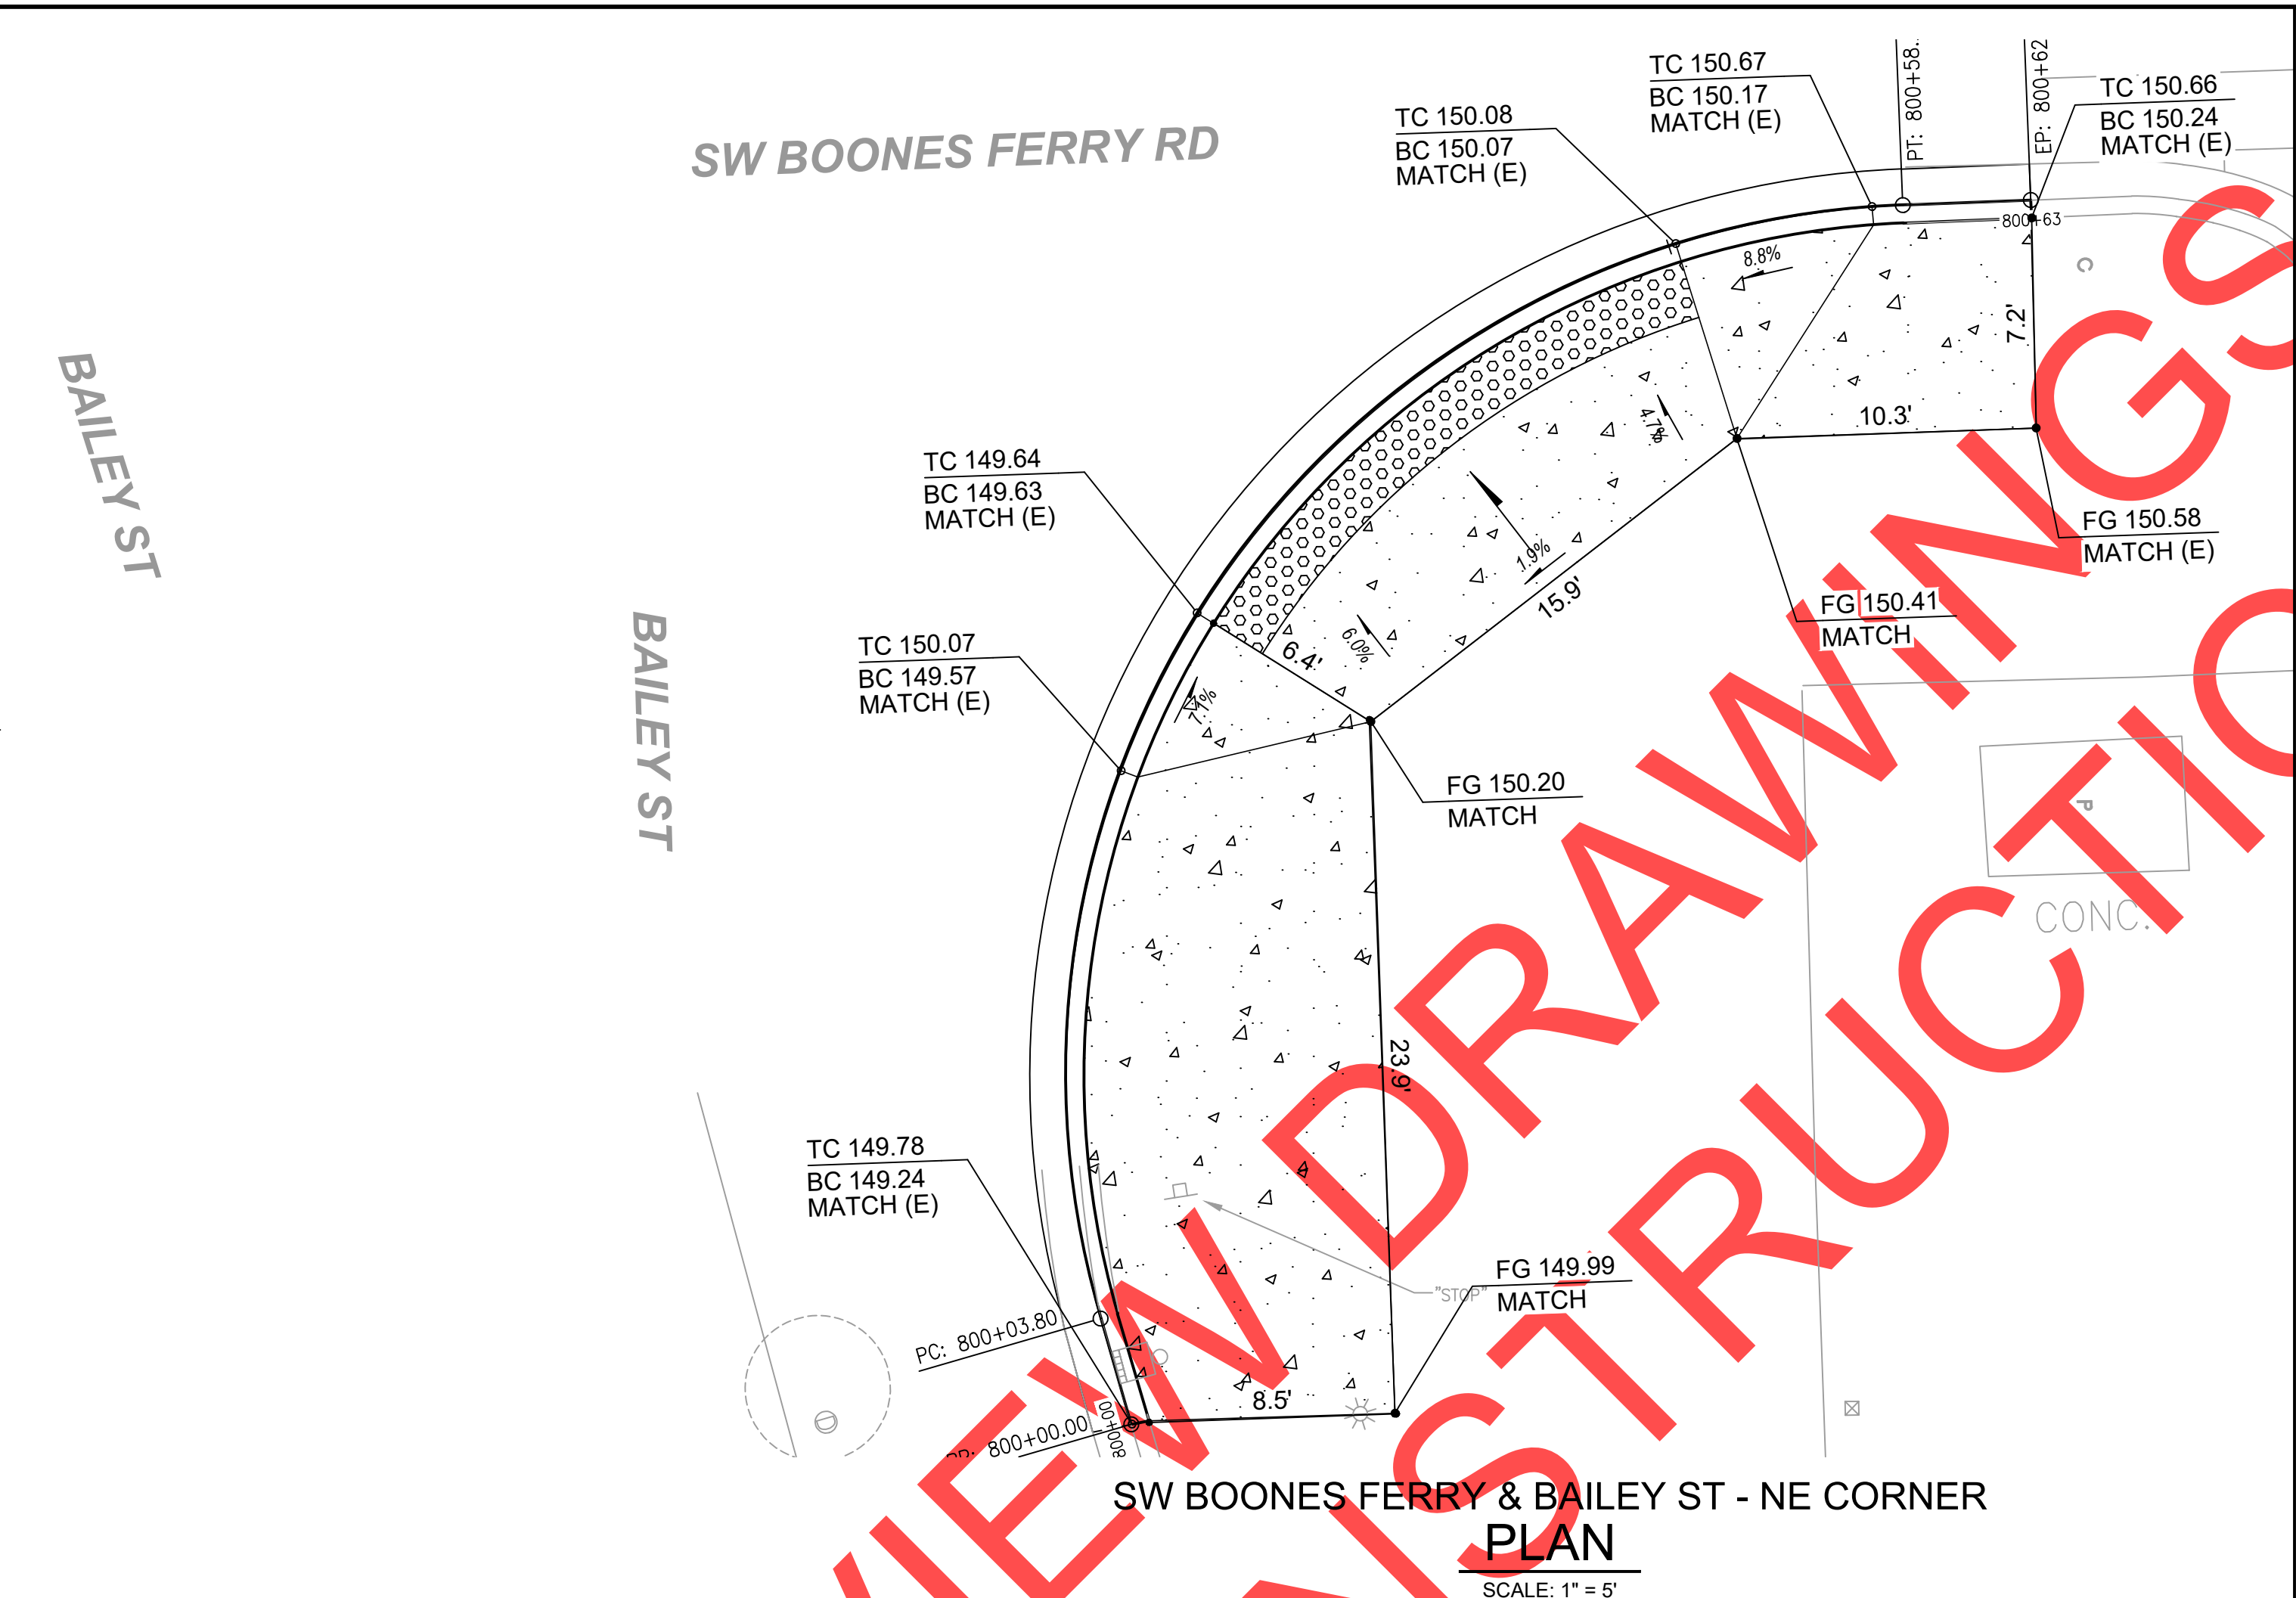 SW BOONES FERRY RD
BAILEY ST
BAILEY ST
TC 150.67
BC 150.17
MATCH (E)
PT: 800+58.
EP: 800+62
TC 150.66
BC 150.24
MATCH (E)
TC 150.08
BC 150.07
MATCH (E)
800+63
8.8%
C
7.2'
10.3'
4.7%
TC 149.64
BC 149.63
MATCH (E)
FG 150.58
MATCH (E)
1.9%
15.9'
FG 150.41
MATCH
6.0%
6.4'
TC 150.07
BC 149.57
MATCH (E)
7.1%
FG 150.20
MATCH
P
CONC.
23.9'
TC 149.78
BC 149.24
MATCH (E)
FG 149.99
MATCH
"STOP"
PC: 800+03.80
8.5'
800+00.00
800+00
SW BOONES FERRY & BAILEY ST - NE CORNER
PLAN
SCALE: 1" = 5'
DRAWINGS